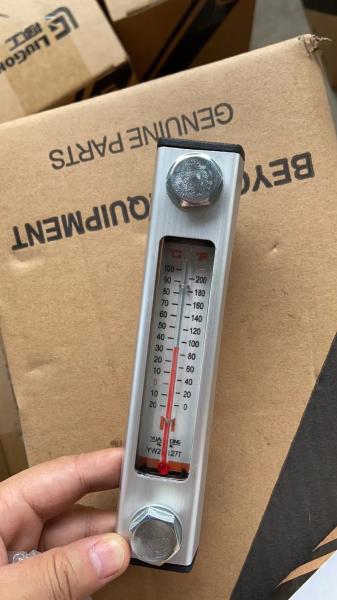 LIUGONG
GENUINE PARTS
BEYO
EQUIPMENT
°C °F
100
90 200
80 180
70 160
60 140
50 120
40 100
30 80
20 60
10 40
0 20
10 0
20
M